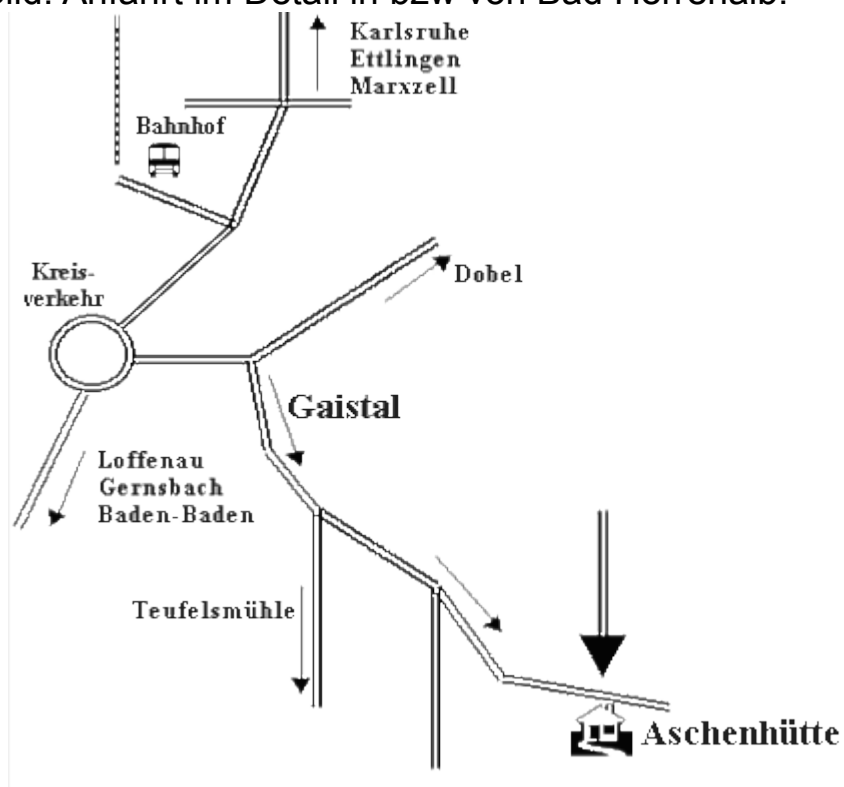 Anfahrt im Detail in bzw von Bad Herrenalb.
Karlsruhe
Ettlingen
Marxzell
Bahnhof
Kreis-
verkehr
Dobel
Gaistal
Loffenau
Gernsbach
Baden-Baden
Teufelsmühle
Aschenhütte